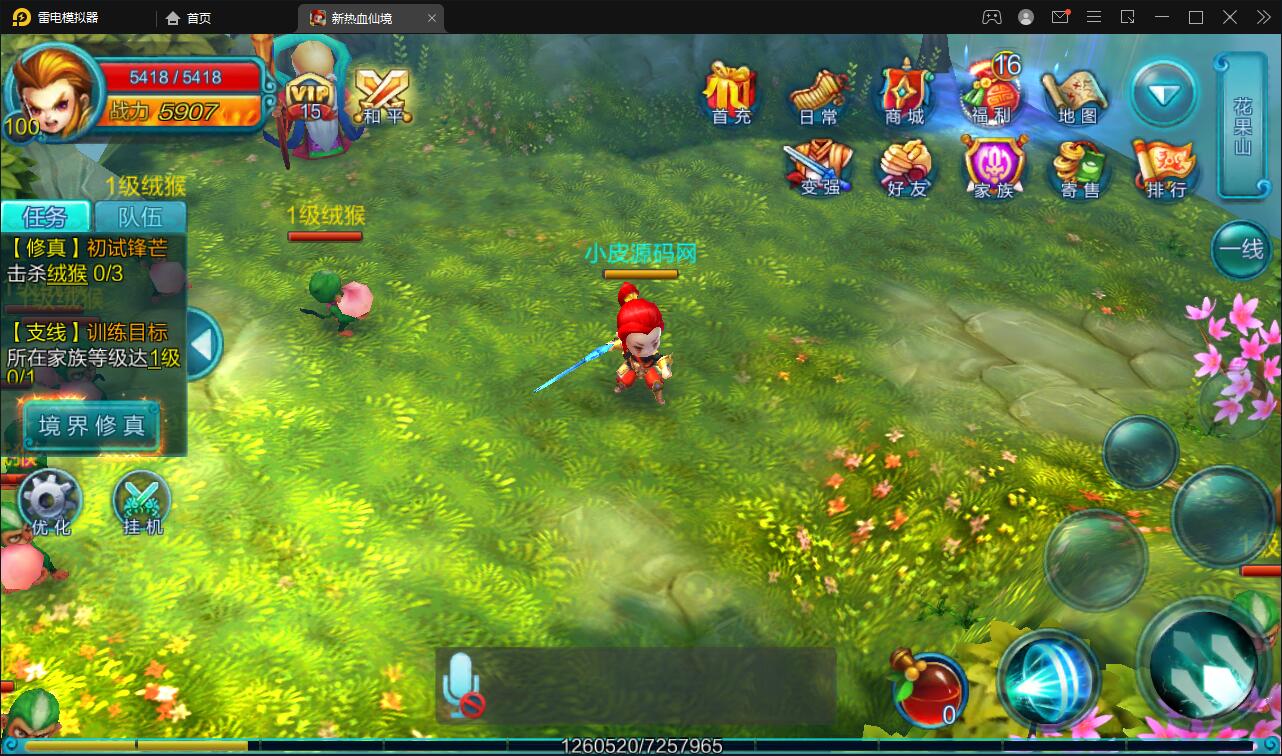 雷电模拟器
首页
新热血仙境
5418 / 5418
战力 5907
100
VIP
15
和平
首充
日常
商城
16
福利
地图
花果山
变强
好友
家族
寄售
排行
一线
1级绒猴
1级绒猴
任务
队伍
【修真】初试锋芒
击杀绒猴 0/3
1级绒猴
【支线】训练目标
所在家族等级达1级
0/1
境界修真
小皮源码网
优化
挂机
0
1260520/7257965